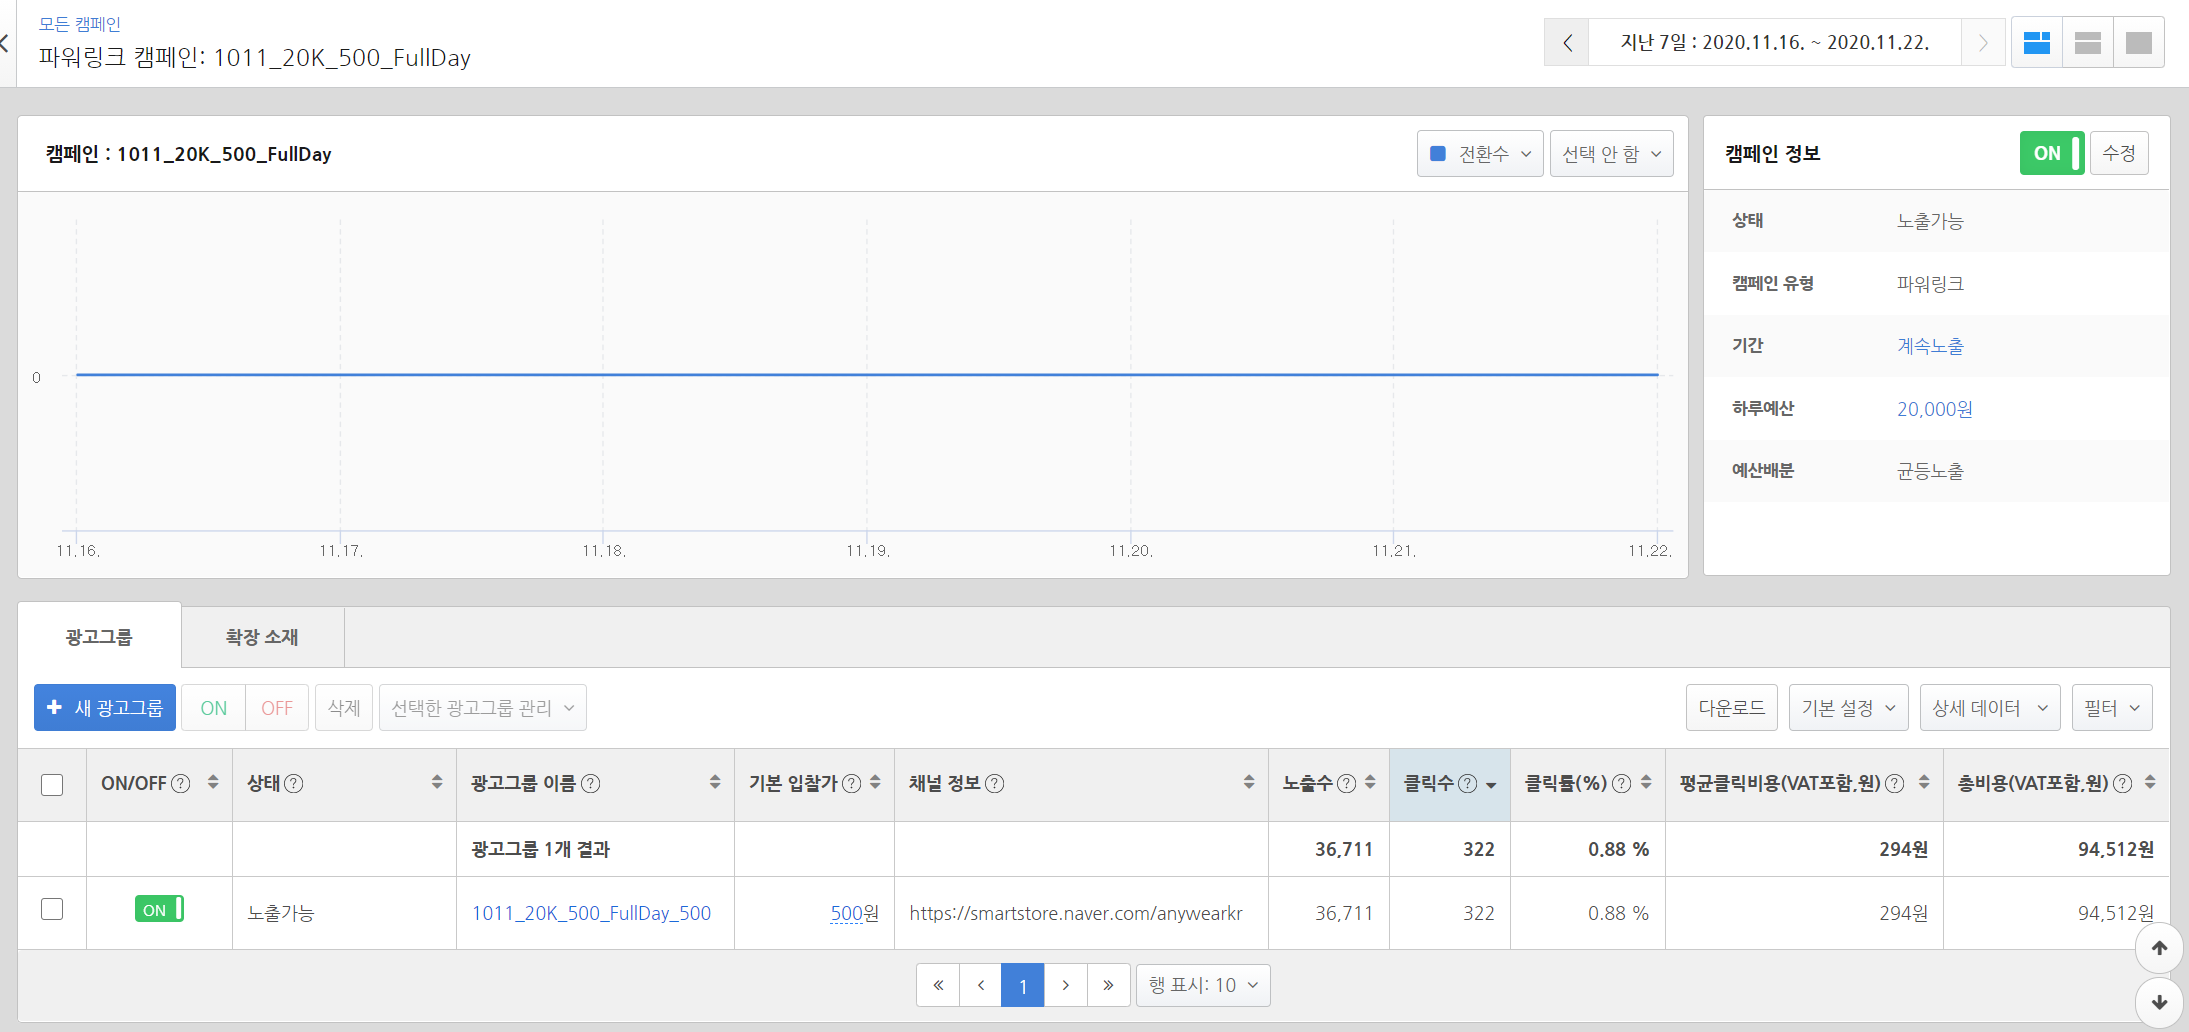 모든 캠페인
파워링크 캠페인: 1011_20K_500_FullDay
지난 7일 : 2020.11.16. ~ 2020.11.22.
캠페인 : 1011_20K_500_FullDay
전환수
선택 안 함
0
11.16. 11.17. 11.18. 11.19. 11.20. 11.21. 11.22.
캠페인 정보
ON
수정
상태 노출가능
캠페인 유형 파워링크
기간 계속노출
하루예산 20,000원
예산배분 균등노출
광고그룹 확장 소재
새 광고그룹 ON OFF 삭제 선택한 광고그룹 관리 다운로드 기본 설정 상세 데이터 필터
ON/OFF ? 상태 ? 광고그룹 이름 ? 기본 입찰가 ? 채널 정보 ? 노출수 ? 클릭수 ? 클릭률(%) ? 평균클릭비용(VAT포함,원) ? 총비용(VAT포함,원) ?
광고그룹 1개 결과 36,711 322 0.88 % 294원 94,512원
ON 노출가능 1011_20K_500_FullDay_500 500원 https://smartstore.naver.com/anywearkr 36,711 322 0.88 % 294원 94,512원
« ‹ 1 › » 행 표시: 10